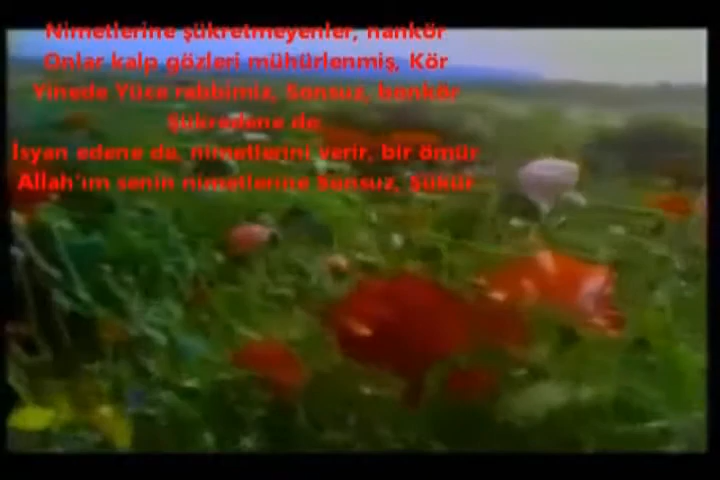 Nimetlerine şükretmeyenler, nankör
Onlar kalp gözleri mühürlenmiş, Kör
Yinede Yüce rabbimiz, Sonsuz, bonkör
Şükredene de
İsyan edene de, nimetlerini verir, bir ömür
Allah'ım senin nimetlerine Sonsuz, Şükür